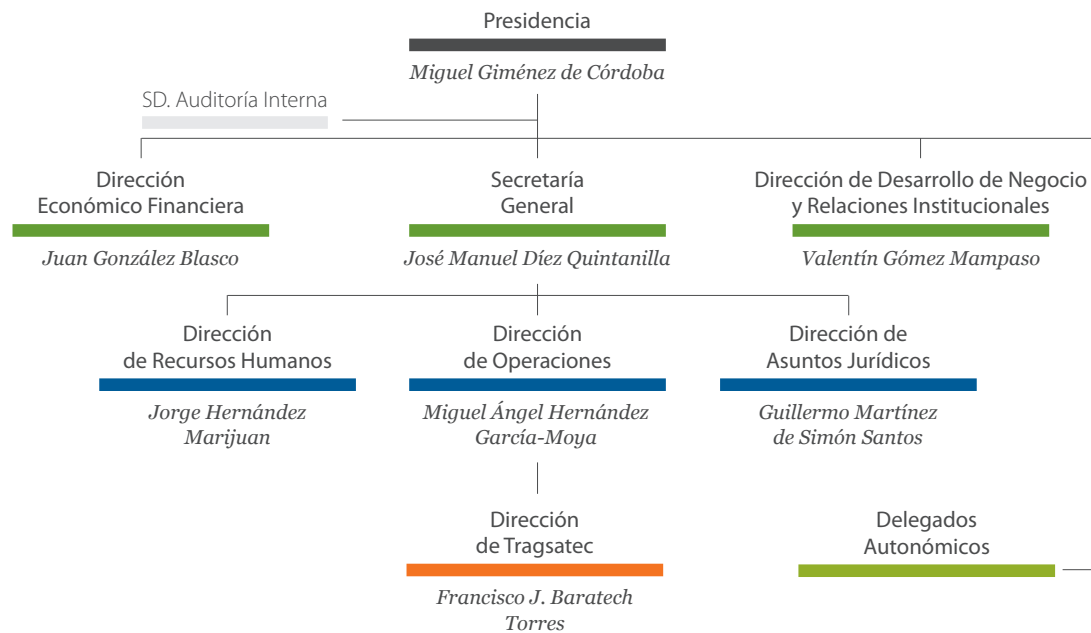 Presidencia
Miguel Giménez de Córdoba
SD. Auditoría Interna
Dirección
Económico Financiera
Juan González Blasco
Secretaría
General
José Manuel Díez Quintanilla
Dirección de Desarrollo de Negocio
y Relaciones Institucionales
Valentín Gómez Mampaso
Dirección
de Recursos Humanos
Jorge Hernández
Marijuan
Dirección
de Operaciones
Miguel Ángel Hernández
García-Moya
Dirección de
Asuntos Jurídicos
Guillermo Martínez
de Simón Santos
Dirección
de Tragsatec
Francisco J. Baratech
Torres
Delegados
Autonómicos